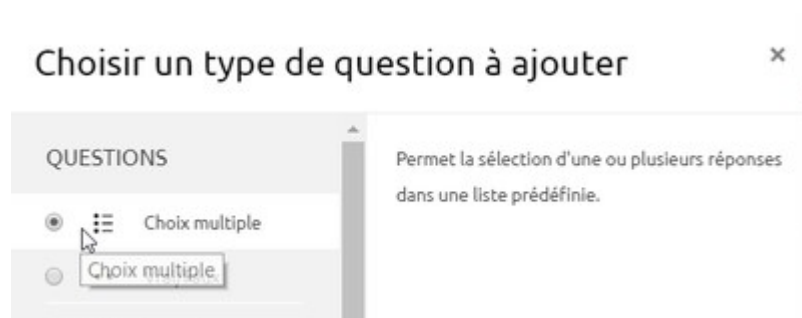 Choisir un type de question à ajouter ×
QUESTIONS
Permet la sélection d'une ou plusieurs réponses
dans une liste prédéfinie.
Choix multiple
Choix multiple